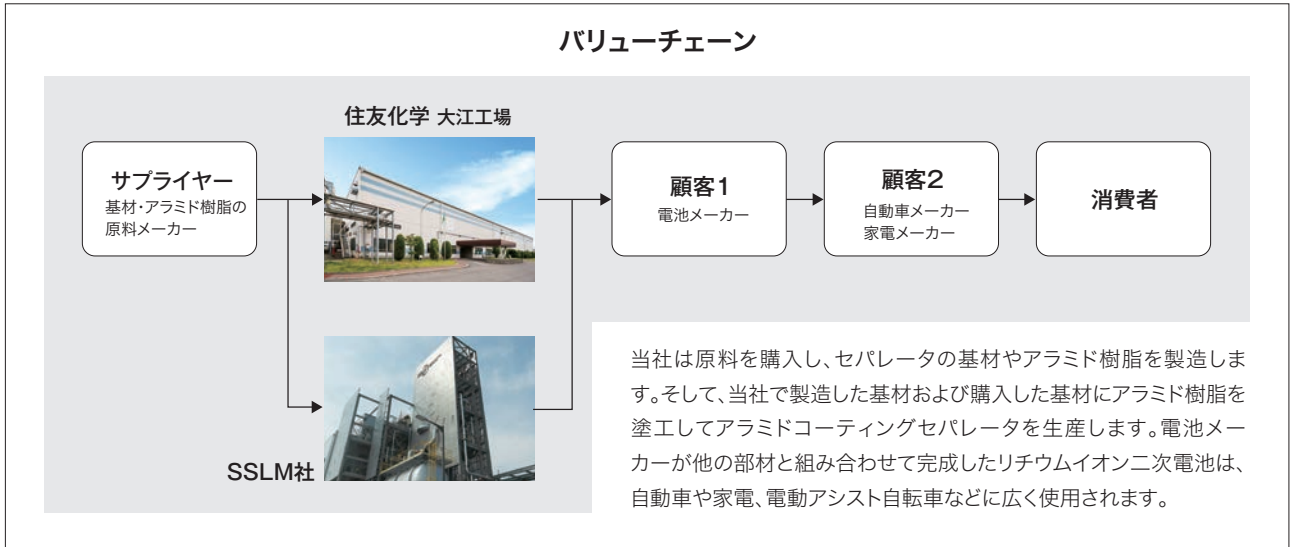 バリューチェーン
住友化学 大江工場
サプライヤー
基材・アラミド樹脂の
原料メーカー
顧客1
電池メーカー
顧客2
自動車メーカー
家電メーカー
消費者
SSLM社
当社は原料を購入し、セパレータの基材やアラミド樹脂を製造しま
す。そして、当社で製造した基材および購入した基材にアラミド樹脂を
塗工してアラミドコーティングセパレータを生産します。電池メー
カーが他の部材と組み合わせて完成したリチウムイオン二次電池は、
自動車や家電、電動アシスト自転車などに広く使用されます。